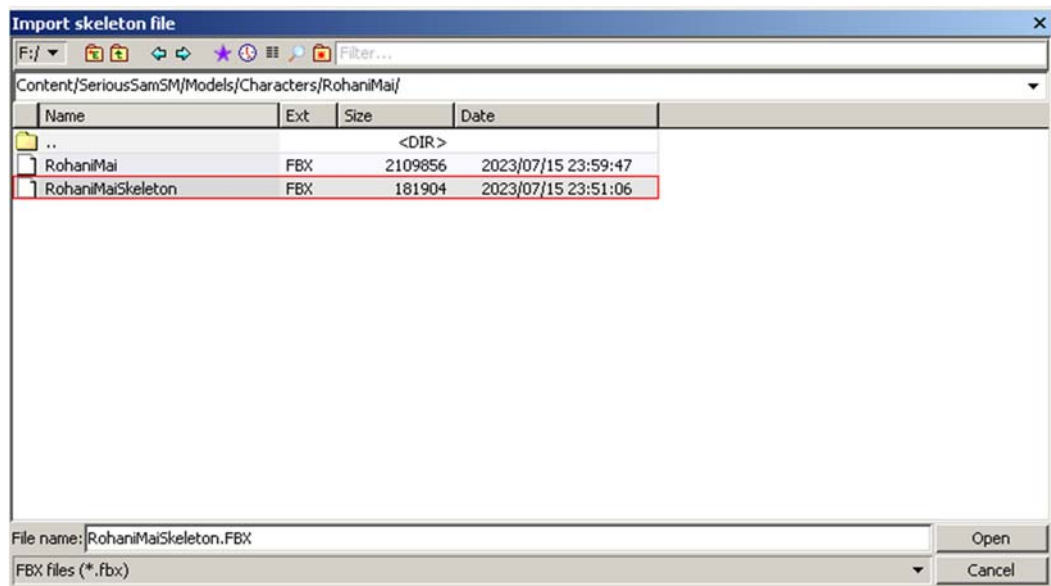 Import skeleton file
F:/ Filter...
Content/SeriousSamSM/Models/Characters/RohaniMai/
Name Ext Size Date
.. <DIR>
RohaniMai FBX 2109856 2023/07/15 23:59:47
RohaniMaiSkeleton FBX 181904 2023/07/15 23:51:06
File name: RohaniMaiSkeleton.FBX Open
FBX files (*.fbx) Cancel